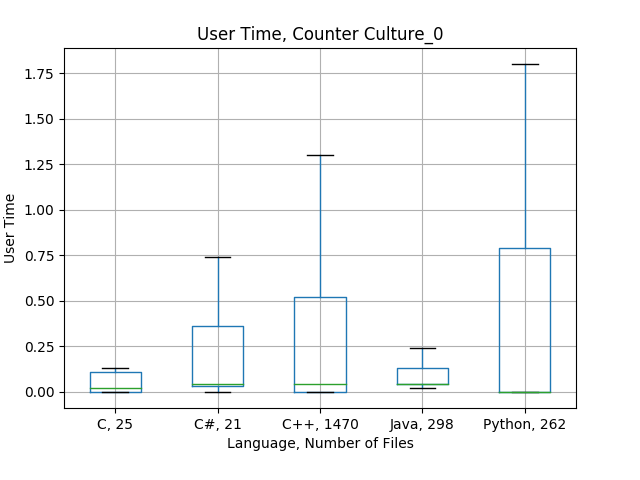 User Time, Counter Culture_0
1.75
1.50
1.25
1.00
0.75
0.50
0.25
0.00
User Time
C, 25 C#, 21 C++, 1470 Java, 298 Python, 262
Language, Number of Files